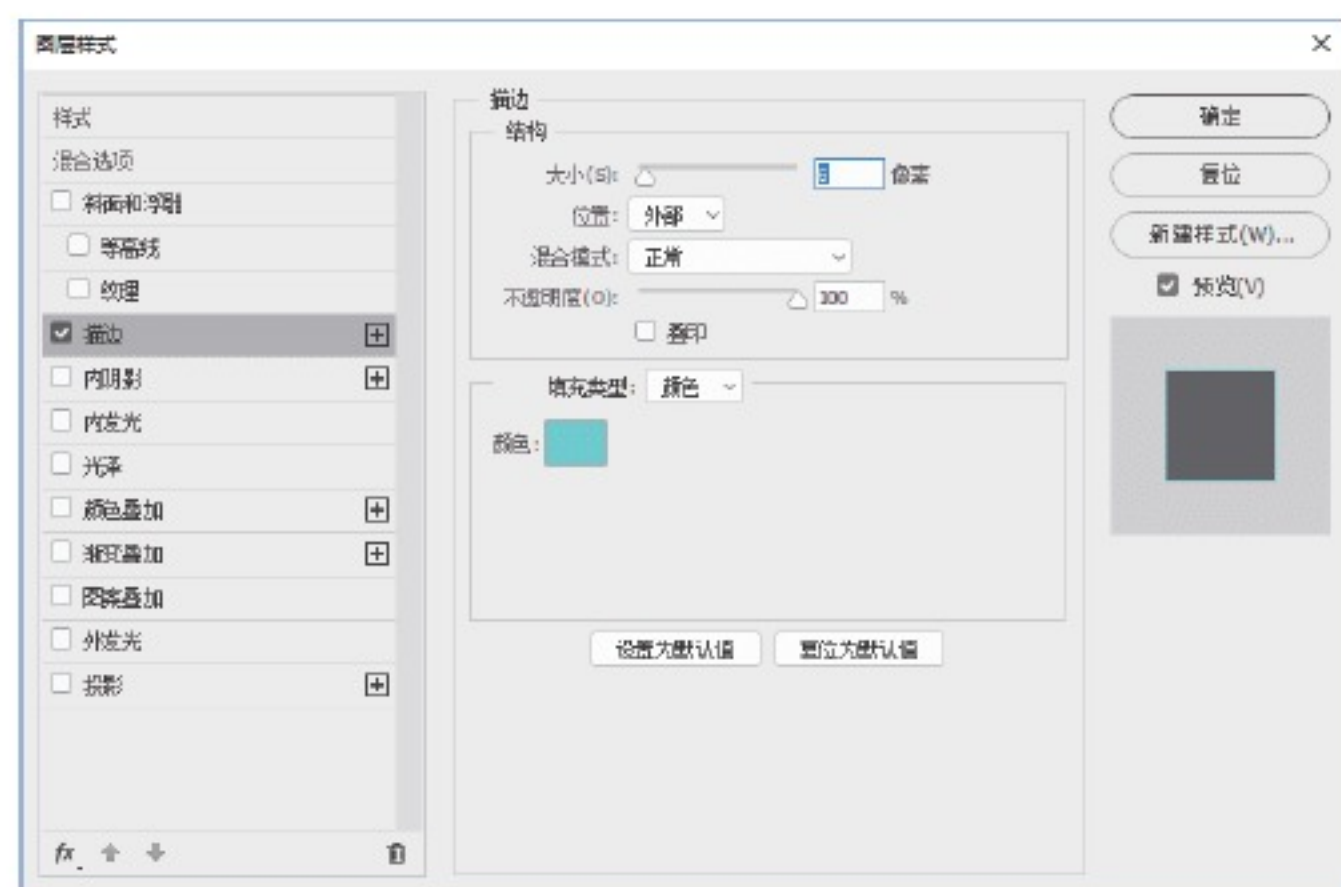 图层样式
样式
混合选项
斜面和浮雕
等高线
纹理
描边
内阴影
内发光
光泽
颜色叠加
渐变叠加
图案叠加
外发光
投影
fx
描边
结构
大小(S): 像素
位置: 外部
混合模式: 正常
不透明度(O): 100 %
叠印
填充类型: 颜色
颜色:
设置为默认值 复位为默认值
确定
复位
新建样式(W)...
预览(V)